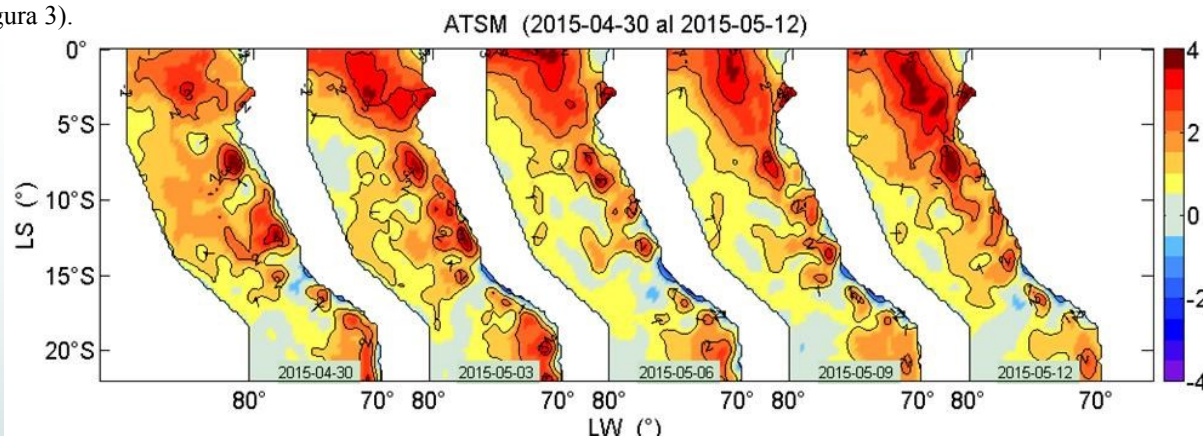 gura 3).
ATSM (2015-04-30 al 2015-05-12)
0°
5°S
10°S
15°S
20°S
LS (°)
2015-04-30
2015-05-03
2015-05-06
2015-05-09
2015-05-12
80° 70° 80° 70° 80° 70° 80° 70° 80° 70°
LW (°)
4
2
0
-2
-4